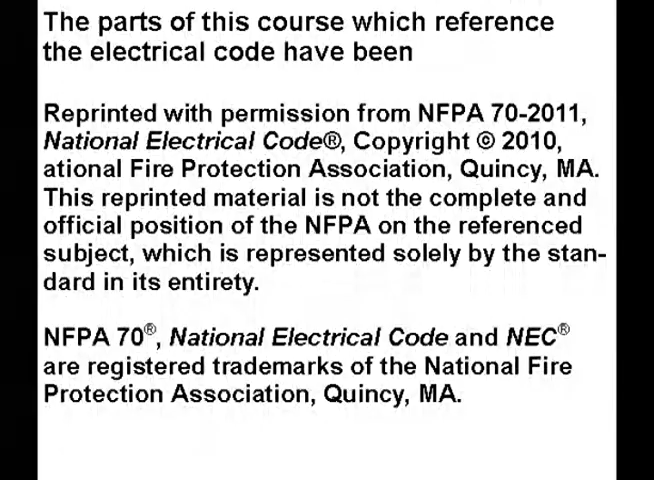 The parts of this course which reference
the electrical code have been
Reprinted with permission from NFPA 70-2011,
National Electrical Code®, Copyright © 2010,
ational Fire Protection Association, Quincy, MA.
This reprinted material is not the complete and
official position of the NFPA on the referenced
subject, which is represented solely by the stan-
dard in its entirety.
NFPA 70®, National Electrical Code and NEC®
are registered trademarks of the National Fire
Protection Association, Quincy, MA.